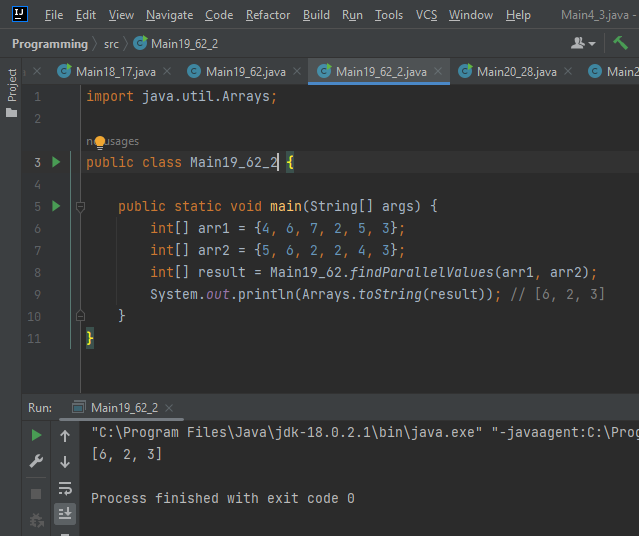 IJ File Edit View Navigate Code Refactor Build Run Tools VCS Window Help Main4_3.java
Programming src Main19_62_2
Main18_17.java Main19_62.java Main19_62_2.java Main20_28.java Main2
Project
1 import java.util.Arrays;
2
no usages
3 public class Main19_62_2 {
4
5 public static void main(String[] args) {
6 int[] arr1 = {4, 6, 7, 2, 5, 3};
7 int[] arr2 = {5, 6, 2, 2, 4, 3};
8 int[] result = Main19_62.findParallelValues(arr1, arr2);
9 System.out.println(Arrays.toString(result)); // [6, 2, 3]
10 }
11 }
Run: Main19_62_2
"C:\Program Files\Java\jdk-18.0.2.1\bin\java.exe" "-javaagent:C:\Prog
[6, 2, 3]
Process finished with exit code 0